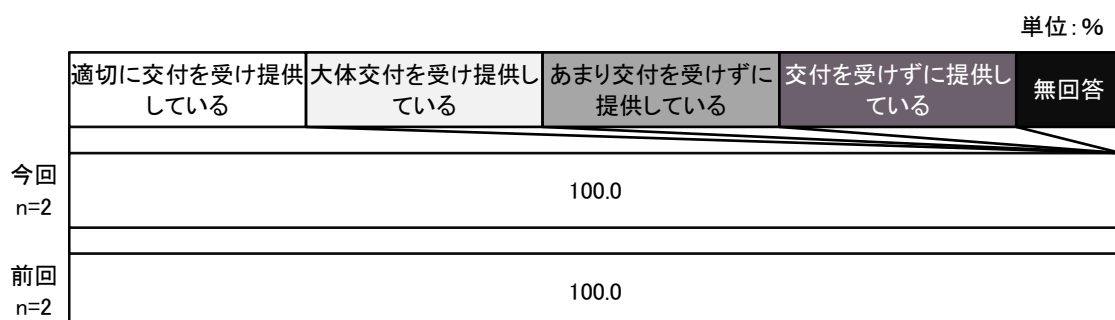 単位:%
適切に交付を受け提供
している
大体交付を受け提供し
ている
あまり交付を受けずに
提供している
交付を受けずに提供し
ている
無回答
今回
n=2
100.0
前回
n=2
100.0